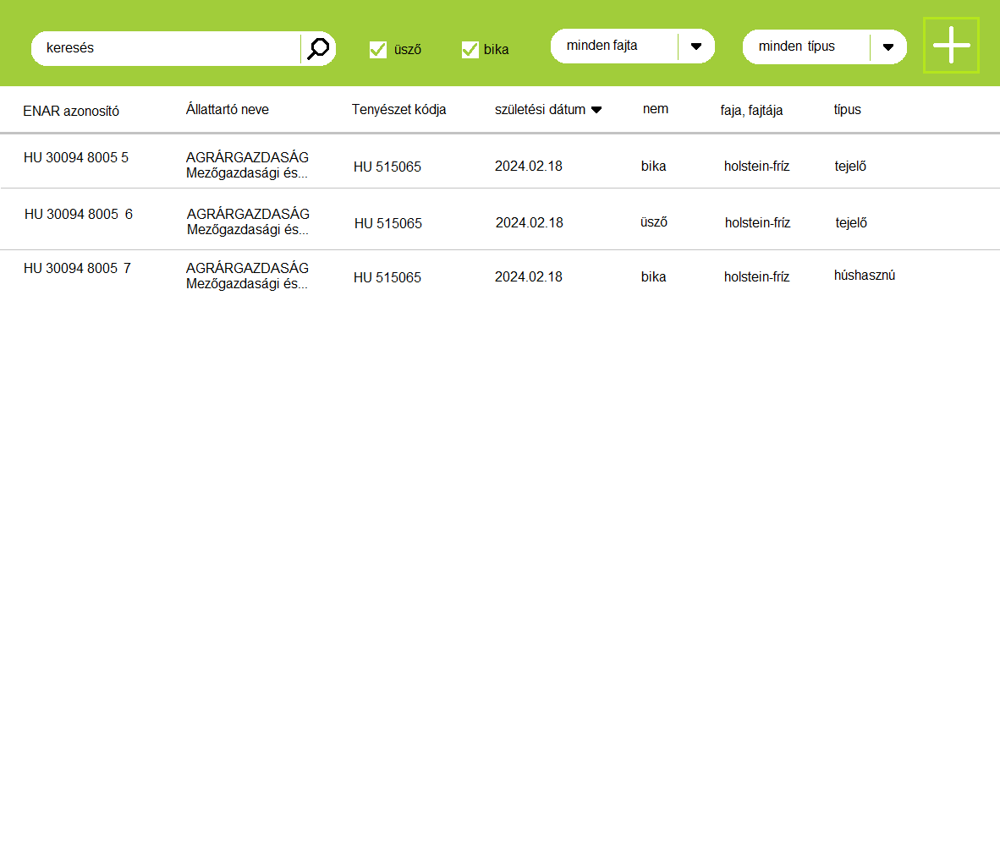 keresés
üsző
bika
minden fajta
minden típus
ENAR azonosító
Állattartó neve
Tenyészet kódja
születési dátum
nem
faja, fajtája
típus
HU 30094 8005 5
AGRÁRGAZDASÁG
Mezőgazdasági és...
HU 515065
2024.02.18
bika
holstein-fríz
tejelő
HU 30094 8005 6
AGRÁRGAZDASÁG
Mezőgazdasági és...
HU 515065
2024.02.18
üsző
holstein-fríz
tejelő
HU 30094 8005 7
AGRÁRGAZDASÁG
Mezőgazdasági és...
HU 515065
2024.02.18
bika
holstein-fríz
húshasznú